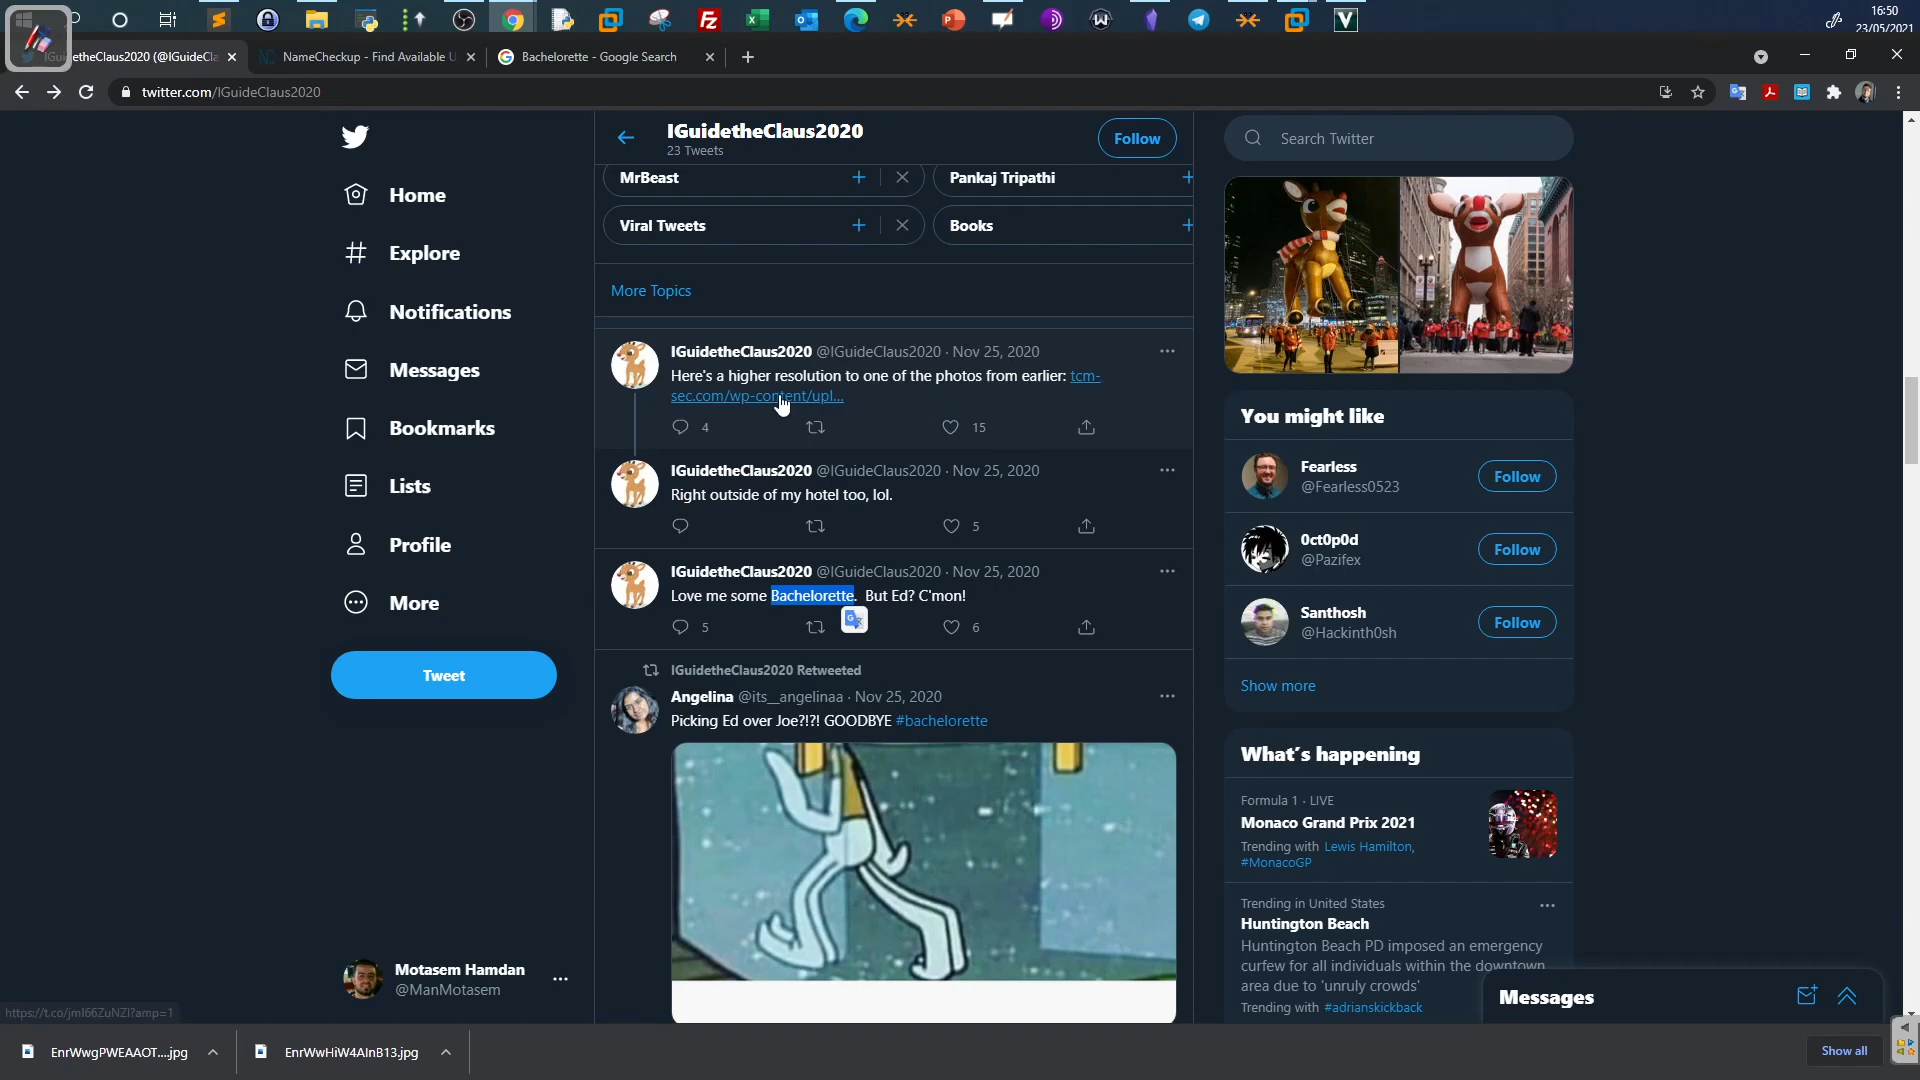 16:50
23/05/2021
etheClaus2020 (@IGuideCla
NameCheckup - Find Available U
Bachelorette - Google Search
twitter.com/IGuideClaus2020
IGuidetheClaus2020
23 Tweets
Follow
Search Twitter
Home
Explore
Notifications
Messages
Bookmarks
Lists
Profile
More
Tweet
Motasem Hamdan
@ManMotasem
MrBeast
Pankaj Tripathi
Viral Tweets
Books
More Topics
IGuidetheClaus2020 @IGuideClaus2020 · Nov 25, 2020
Here's a higher resolution to one of the photos from earlier: tcm-
sec.com/wp-content/upl...
4
15
IGuidetheClaus2020 @IGuideClaus2020 · Nov 25, 2020
Right outside of my hotel too, lol.
5
IGuidetheClaus2020 @IGuideClaus2020 · Nov 25, 2020
Love me some Bachelorette.  But Ed? C'mon!
5
6
IGuidetheClaus2020 Retweeted
Angelina @its__angelinaa · Nov 25, 2020
Picking Ed over Joe?!?! GOODBYE #bachelorette
You might like
Fearless
@Fearless0523
Follow
0ct0p0d
@Pazifex
Follow
Santhosh
@Hackinth0sh
Follow
Show more
What's happening
Formula 1 · LIVE
Monaco Grand Prix 2021
Trending with Lewis Hamilton,
#MonacoGP
Trending in United States
Huntington Beach
Huntington Beach PD imposed an emergency
curfew for all individuals within the downtown
area due to 'unruly crowds'
Trending with #adrianskickback
Messages
https://t.co/jmI66ZuNZI?amp=1
EnrWwgPWEAAOT....jpg
EnrWwHiW4AInB13.jpg
Show all